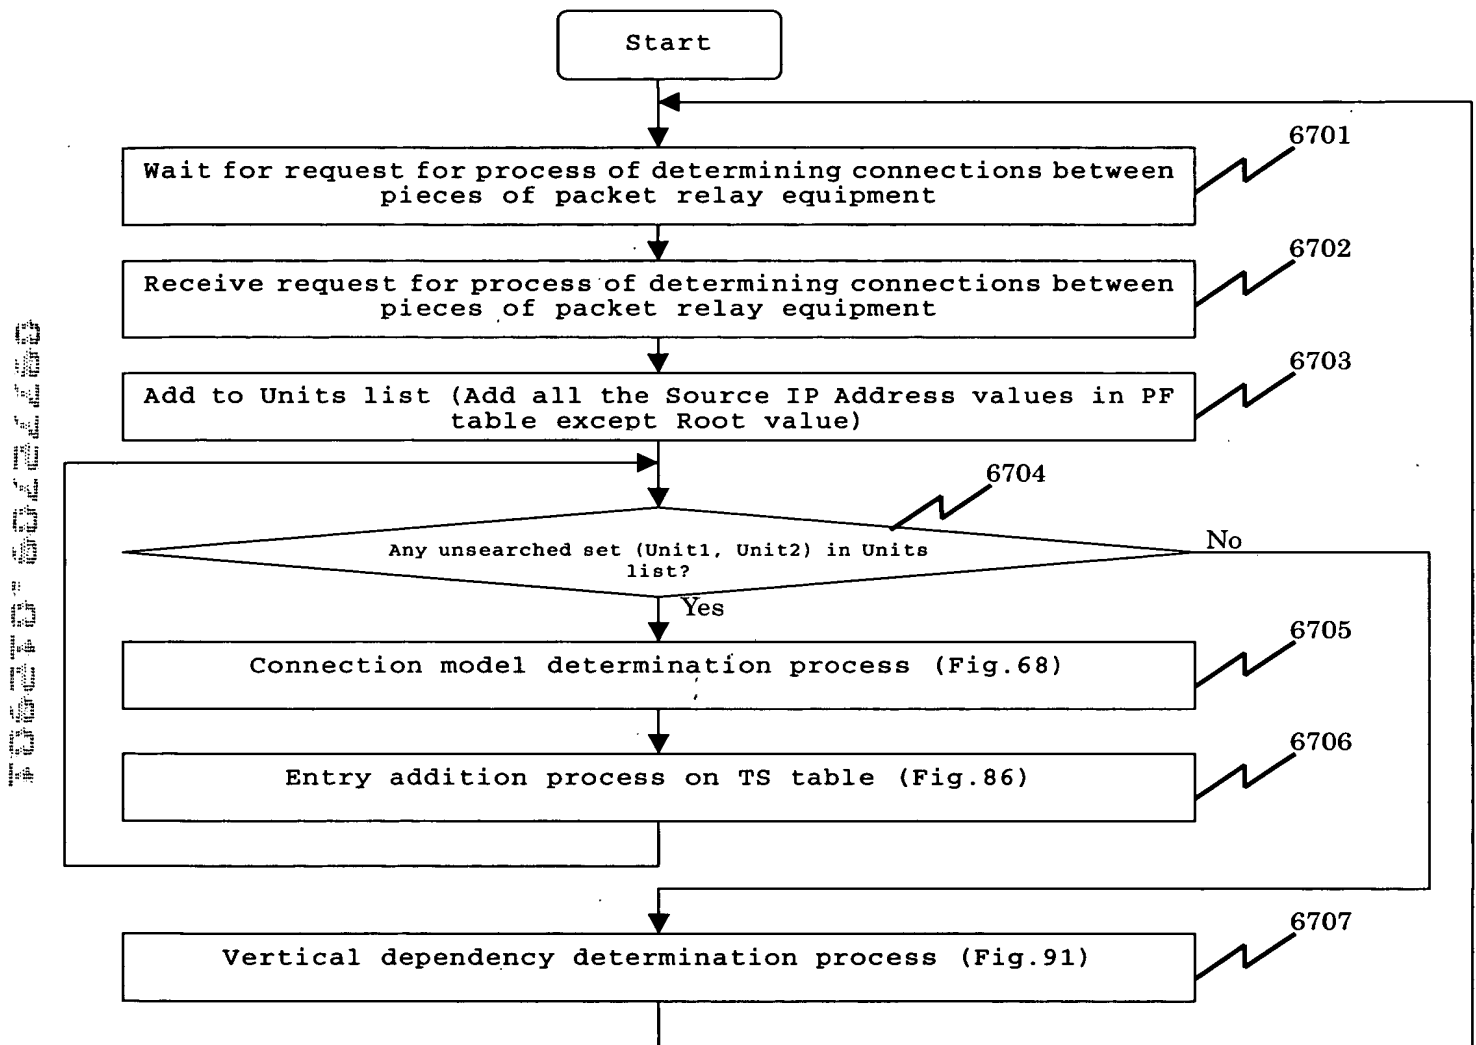 Start
6701
Wait for request for process of determining connections between
pieces of packet relay equipment
6702
Receive request for process of determining connections between
pieces of packet relay equipment
6703
Add to Units list (Add all the Source IP Address values in PF
table except Root value)
6704
Any unsearched set (Unit1, Unit2) in Units
list?
No
Yes
6705
Connection model determination process (Fig.68)
6706
Entry addition process on TS table (Fig.86)
6707
Vertical dependency determination process (Fig.91)